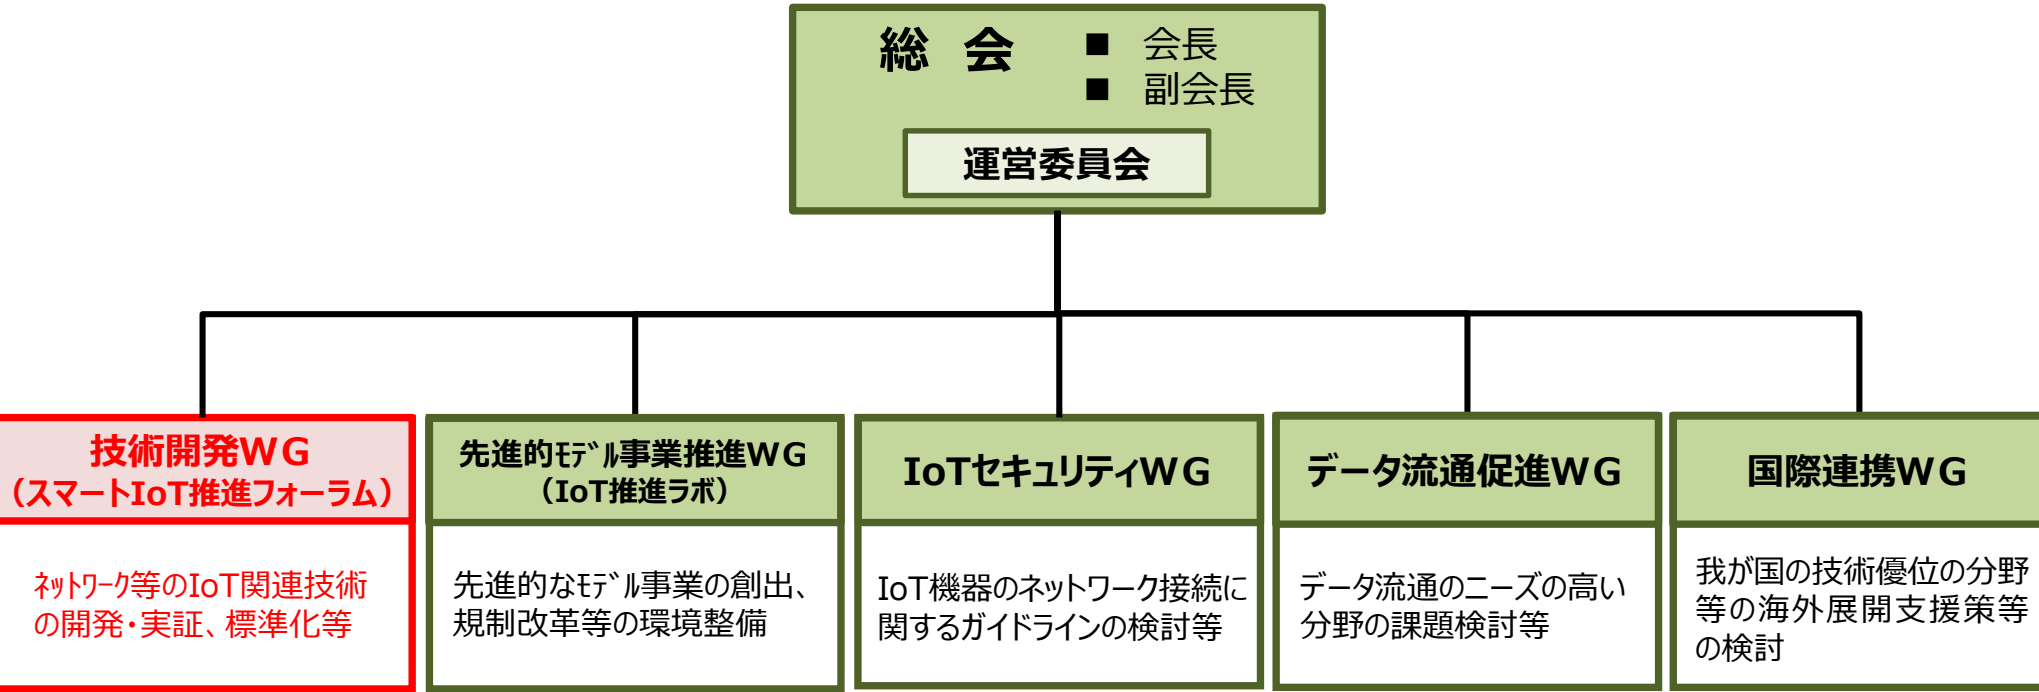 総 会
■ 会長
■ 副会長
運営委員会
技術開発WG
（スマートIoT推進フォーラム）
ﾈｯﾄﾜｰｸ等のIoT関連技術
の開発・実証、標準化等
先進的ﾓﾃﾞﾙ事業推進WG
（IoT推進ラボ）
先進的なﾓﾃﾞﾙ事業の創出、
規制改革等の環境整備
IoTセキュリティWG
IoT機器のネットワーク接続に
関するガイドラインの検討等
データ流通促進WG
データ流通のニーズの高い
分野の課題検討等
国際連携WG
我が国の技術優位の分野
等の海外展開支援策等
の検討